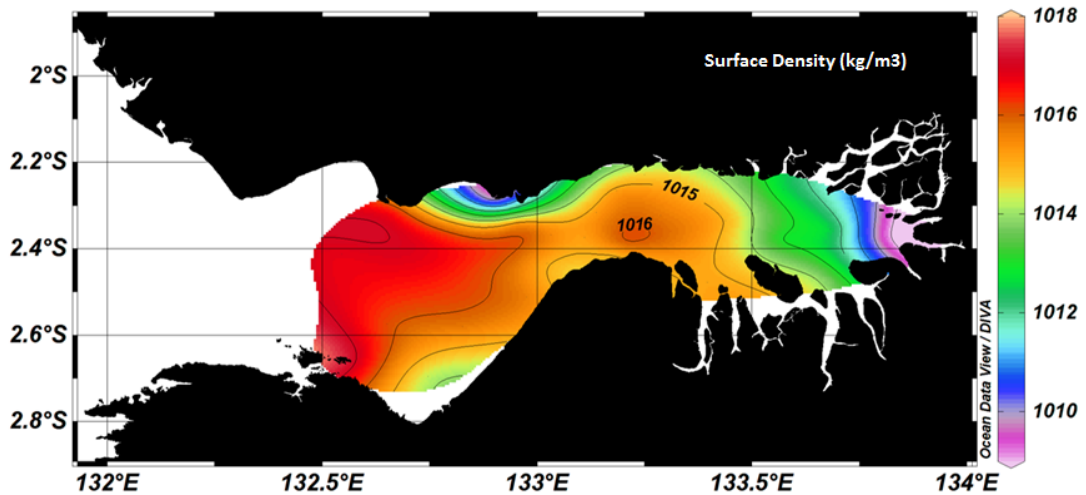 Surface Density (kg/m3)
2°S
2.2°S
2.4°S
2.6°S
2.8°S
1015
1016
132°E
132.5°E
133°E
133.5°E
134°E
Ocean Data View / DIVA
1018
1016
1014
1012
1010